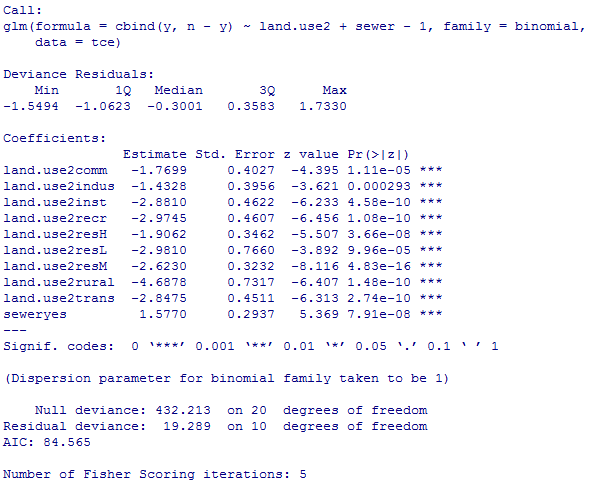 Call:
glm(formula = cbind(y, n - y) ~ land.use2 + sewer - 1, family = binomial,
    data = tce)
Deviance Residuals:
    Min       1Q   Median       3Q      Max
-1.5494  -1.0623  -0.3001   0.3583   1.7330
Coefficients:
               Estimate Std. Error z value Pr(>|z|)
land.use2comm   -1.7699     0.4027  -4.395 1.11e-05 ***
land.use2indus  -1.4328     0.3956  -3.621 0.000293 ***
land.use2inst   -2.8810     0.4622  -6.233 4.58e-10 ***
land.use2recr   -2.9745     0.4607  -6.456 1.08e-10 ***
land.use2resH   -1.9062     0.3462  -5.507 3.66e-08 ***
land.use2resL   -2.9810     0.7660  -3.892 9.96e-05 ***
land.use2resM   -2.6230     0.3232  -8.116 4.83e-16 ***
land.use2rural  -4.6878     0.7317  -6.407 1.48e-10 ***
land.use2trans  -2.8475     0.4511  -6.313 2.74e-10 ***
seweryes         1.5770     0.2937   5.369 7.91e-08 ***
---
Signif. codes:  0 ‘***’ 0.001 ‘**’ 0.01 ‘*’ 0.05 ‘.’ 0.1 ‘ ’ 1
(Dispersion parameter for binomial family taken to be 1)
    Null deviance: 432.213  on 20  degrees of freedom
Residual deviance:  19.289  on 10  degrees of freedom
AIC: 84.565
Number of Fisher Scoring iterations: 5